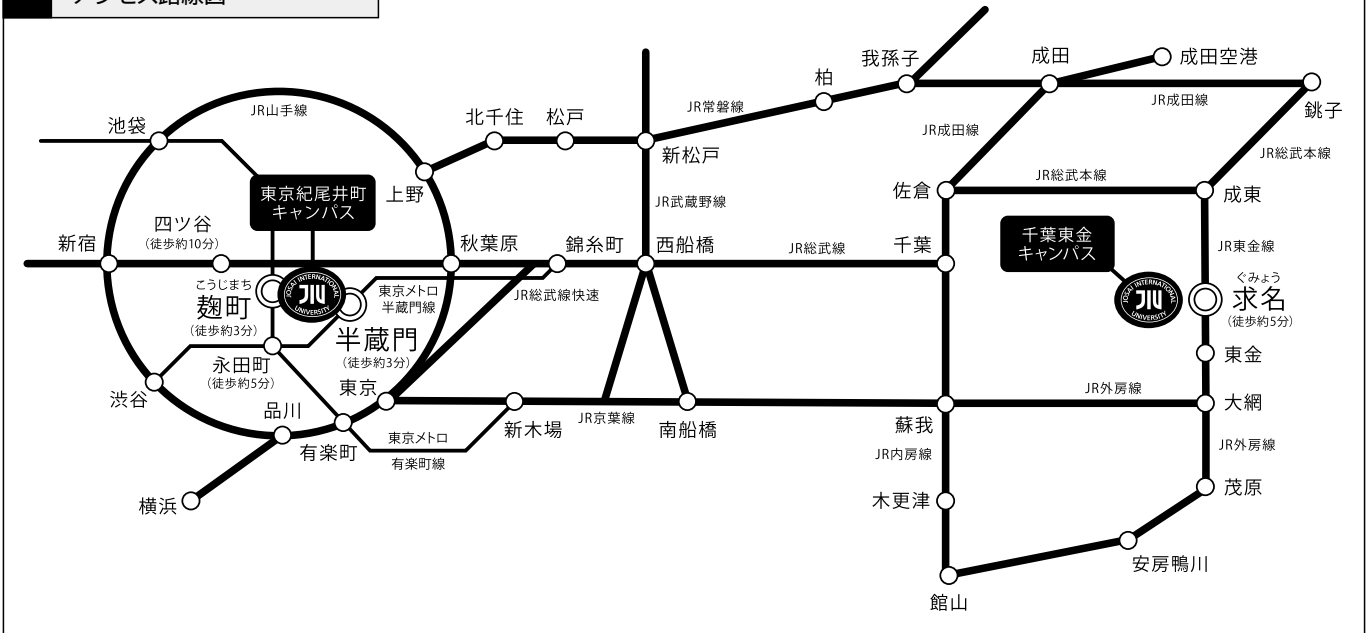 アクセス路線図
我孫子
成田
成田空港
柏
JR山手線
JR常磐線
JR成田線
銚子
池袋
北千住
松戸
新松戸
JR成田線
JR総武本線
東京紀尾井町
キャンパス
上野
JR武蔵野線
佐倉
JR総武本線
成東
四ツ谷
(徒歩約10分)
新宿
秋葉原
錦糸町
西船橋
JR総武線
千葉
千葉東金
キャンパス
JR東金線
こうじまち
麹町
(徒歩約3分)
JOSAI INTERNATIONAL
JIU
UNIVERSITY
東京メトロ
半蔵門線
JR総武線快速
JOSAI INTERNATIONAL
JIU
UNIVERSITY
ぐみょう
求名
(徒歩約5分)
半蔵門
(徒歩約3分)
永田町
(徒歩約5分)
東金
渋谷
東京
JR外房線
大網
品川
有楽町
東京メトロ
有楽町線
新木場
JR京葉線
南船橋
蘇我
JR外房線
JR内房線
横浜
木更津
茂原
安房鴨川
館山